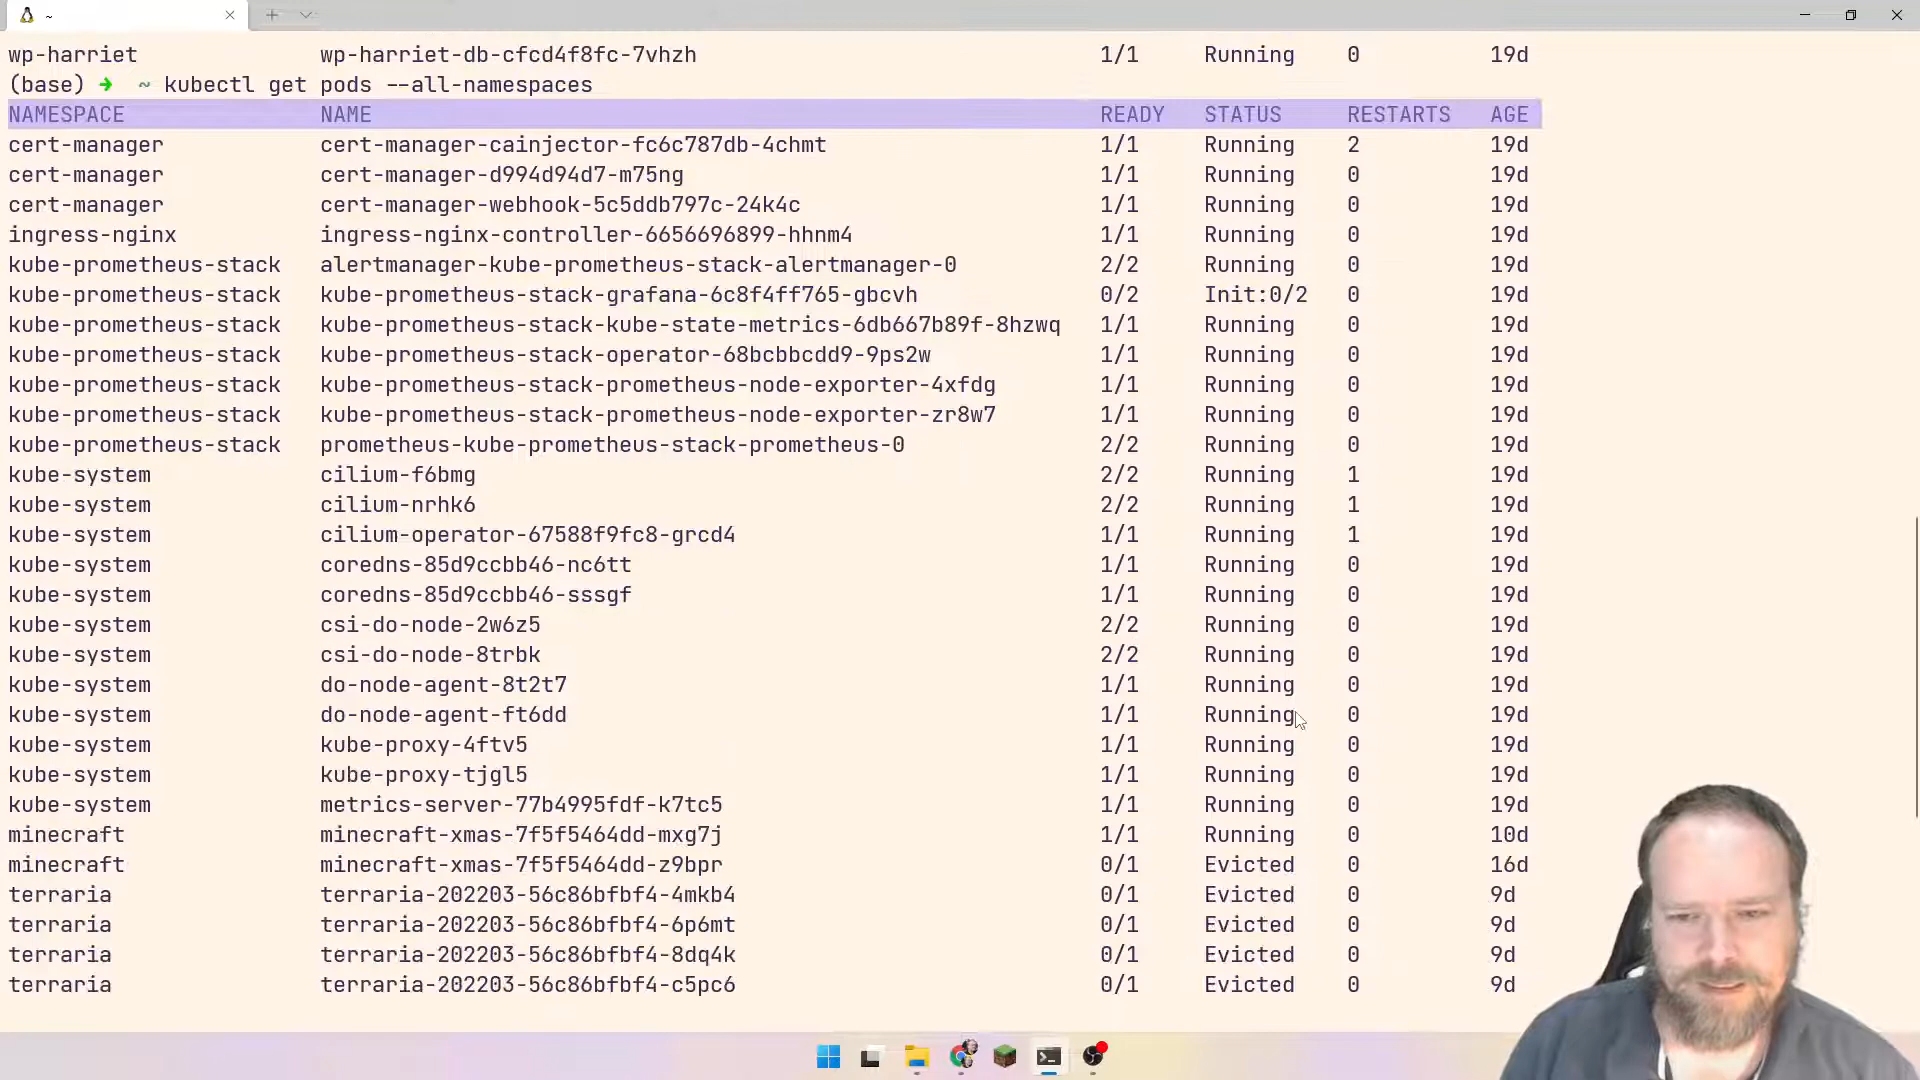 ~
wp-harriet wp-harriet-db-cfcd4f8fc-7vhzh 1/1 Running 0 19d
(base) → ~ kubectl get pods --all-namespaces
NAMESPACE NAME READY STATUS RESTARTS AGE
cert-manager cert-manager-cainjector-fc6c787db-4chmt 1/1 Running 2 19d
cert-manager cert-manager-d994d94d7-m75ng 1/1 Running 0 19d
cert-manager cert-manager-webhook-5c5ddb797c-24k4c 1/1 Running 0 19d
ingress-nginx ingress-nginx-controller-6656696899-hhnm4 1/1 Running 0 19d
kube-prometheus-stack alertmanager-kube-prometheus-stack-alertmanager-0 2/2 Running 0 19d
kube-prometheus-stack kube-prometheus-stack-grafana-6c8f4ff765-gbcvh 0/2 Init:0/2 0 19d
kube-prometheus-stack kube-prometheus-stack-kube-state-metrics-6db667b89f-8hzwq 1/1 Running 0 19d
kube-prometheus-stack kube-prometheus-stack-operator-68bcbbcdd9-9ps2w 1/1 Running 0 19d
kube-prometheus-stack kube-prometheus-stack-prometheus-node-exporter-4xfdg 1/1 Running 0 19d
kube-prometheus-stack kube-prometheus-stack-prometheus-node-exporter-zr8w7 1/1 Running 0 19d
kube-prometheus-stack prometheus-kube-prometheus-stack-prometheus-0 2/2 Running 0 19d
kube-system cilium-f6bmg 2/2 Running 1 19d
kube-system cilium-nrhk6 2/2 Running 1 19d
kube-system cilium-operator-67588f9fc8-grcd4 1/1 Running 1 19d
kube-system coredns-85d9ccbb46-nc6tt 1/1 Running 0 19d
kube-system coredns-85d9ccbb46-sssgf 1/1 Running 0 19d
kube-system csi-do-node-2w6z5 2/2 Running 0 19d
kube-system csi-do-node-8trbk 2/2 Running 0 19d
kube-system do-node-agent-8t2t7 1/1 Running 0 19d
kube-system do-node-agent-ft6dd 1/1 Running 0 19d
kube-system kube-proxy-4ftv5 1/1 Running 0 19d
kube-system kube-proxy-tjgl5 1/1 Running 0 19d
kube-system metrics-server-77b4995fdf-k7tc5 1/1 Running 0 19d
minecraft minecraft-xmas-7f5f5464dd-mxg7j 1/1 Running 0 10d
minecraft minecraft-xmas-7f5f5464dd-z9bpr 0/1 Evicted 0 16d
terraria terraria-202203-56c86bfbf4-4mkb4 0/1 Evicted 0 9d
terraria terraria-202203-56c86bfbf4-6p6mt 0/1 Evicted 0 9d
terraria terraria-202203-56c86bfbf4-8dq4k 0/1 Evicted 0 9d
terraria terraria-202203-56c86bfbf4-c5pc6 0/1 Evicted 0 9d